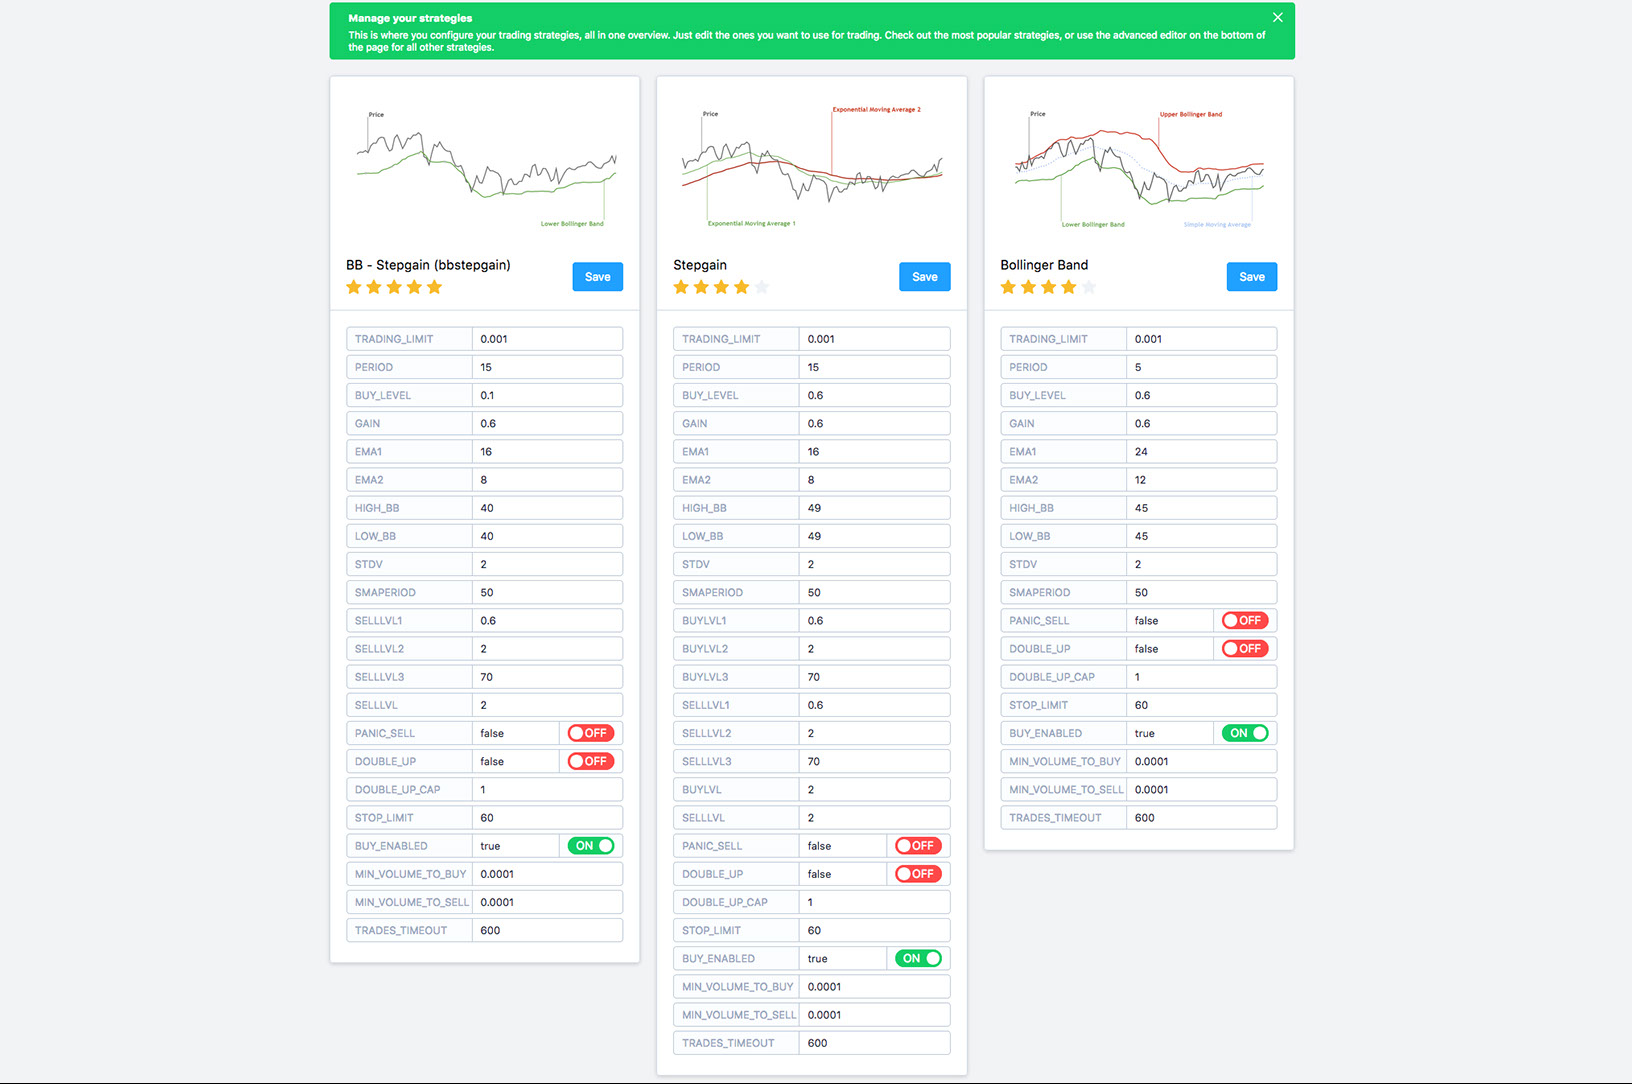 Manage your strategies
This is where you configure your trading strategies, all in one overview. Just edit the ones you want to use for trading. Check out the most popular strategies, or use the advanced editor on the bottom of
the page for all other strategies.
Price
Lower Bollinger Band
BB - Stepgain (bbstepgain)
Save
TRADING_LIMIT 0.001
PERIOD 15
BUY_LEVEL 0.1
GAIN 0.6
EMA1 16
EMA2 8
HIGH_BB 40
LOW_BB 40
STDV 2
SMAPERIOD 50
SELLLVL1 0.6
SELLLVL2 2
SELLLVL3 70
SELLLVL 2
PANIC_SELL false OFF
DOUBLE_UP false OFF
DOUBLE_UP_CAP 1
STOP_LIMIT 60
BUY_ENABLED true ON
MIN_VOLUME_TO_BUY 0.0001
MIN_VOLUME_TO_SELL 0.0001
TRADES_TIMEOUT 600
Exponential Moving Average 2
Price
Exponential Moving Average 1
Stepgain
Save
TRADING_LIMIT 0.001
PERIOD 15
BUY_LEVEL 0.6
GAIN 0.6
EMA1 16
EMA2 8
HIGH_BB 49
LOW_BB 49
STDV 2
SMAPERIOD 50
BUYLVL1 0.6
BUYLVL2 2
BUYLVL3 70
SELLLVL1 0.6
SELLLVL2 2
SELLLVL3 70
BUYLVL 2
SELLLVL 2
PANIC_SELL false OFF
DOUBLE_UP false OFF
DOUBLE_UP_CAP 1
STOP_LIMIT 60
BUY_ENABLED true ON
MIN_VOLUME_TO_BUY 0.0001
MIN_VOLUME_TO_SELL 0.0001
TRADES_TIMEOUT 600
Price Upper Bollinger Band
Lower Bollinger Band Simple Moving Average
Bollinger Band
Save
TRADING_LIMIT 0.001
PERIOD 5
BUY_LEVEL 0.6
GAIN 0.6
EMA1 24
EMA2 12
HIGH_BB 45
LOW_BB 45
STDV 2
SMAPERIOD 50
PANIC_SELL false OFF
DOUBLE_UP false OFF
DOUBLE_UP_CAP 1
STOP_LIMIT 60
BUY_ENABLED true ON
MIN_VOLUME_TO_BUY 0.0001
MIN_VOLUME_TO_SELL 0.0001
TRADES_TIMEOUT 600